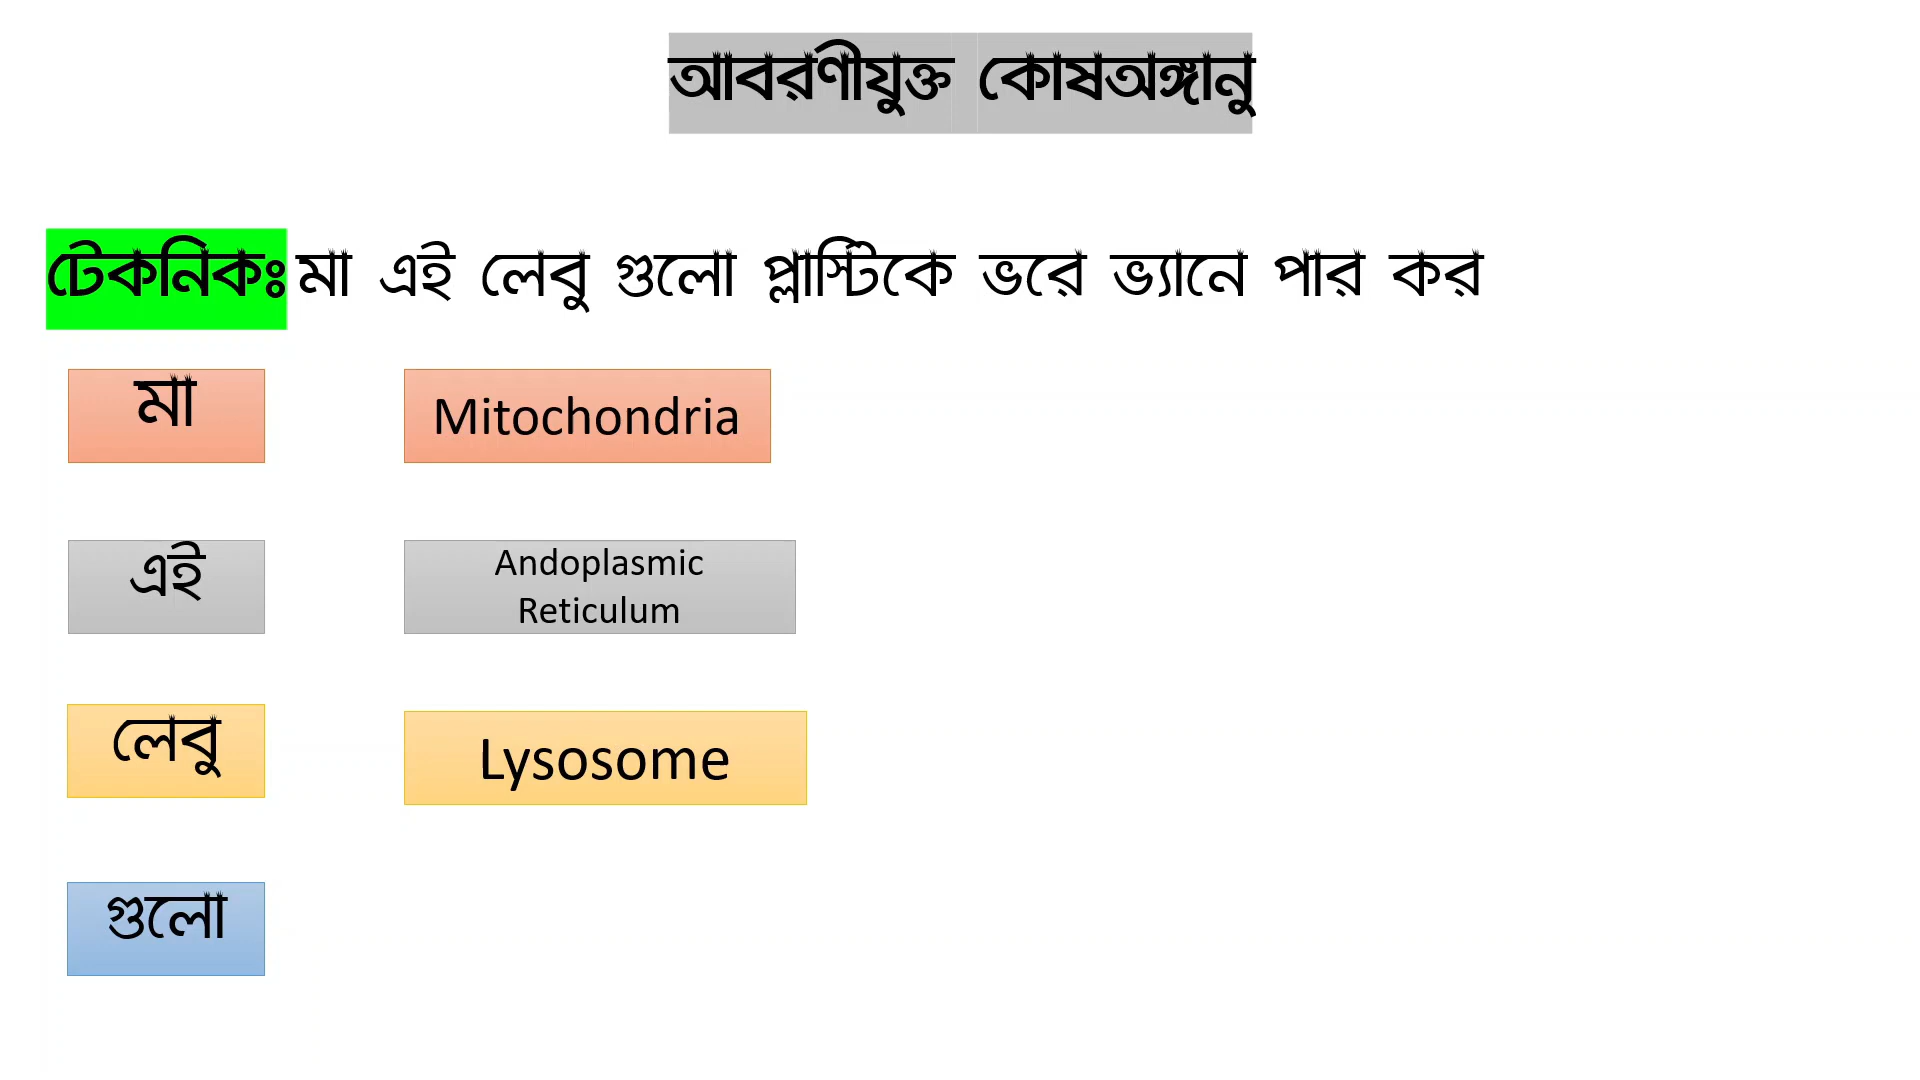 আবরণীযুক্ত কোষঅঙ্গানু
টেকনিকঃ মা এই লেবু গুলো প্লাস্টিকে ভরে ভ্যানে পার কর
মা
Mitochondria
এই
Andoplasmic
Reticulum
লেবু
Lysosome
গুলো